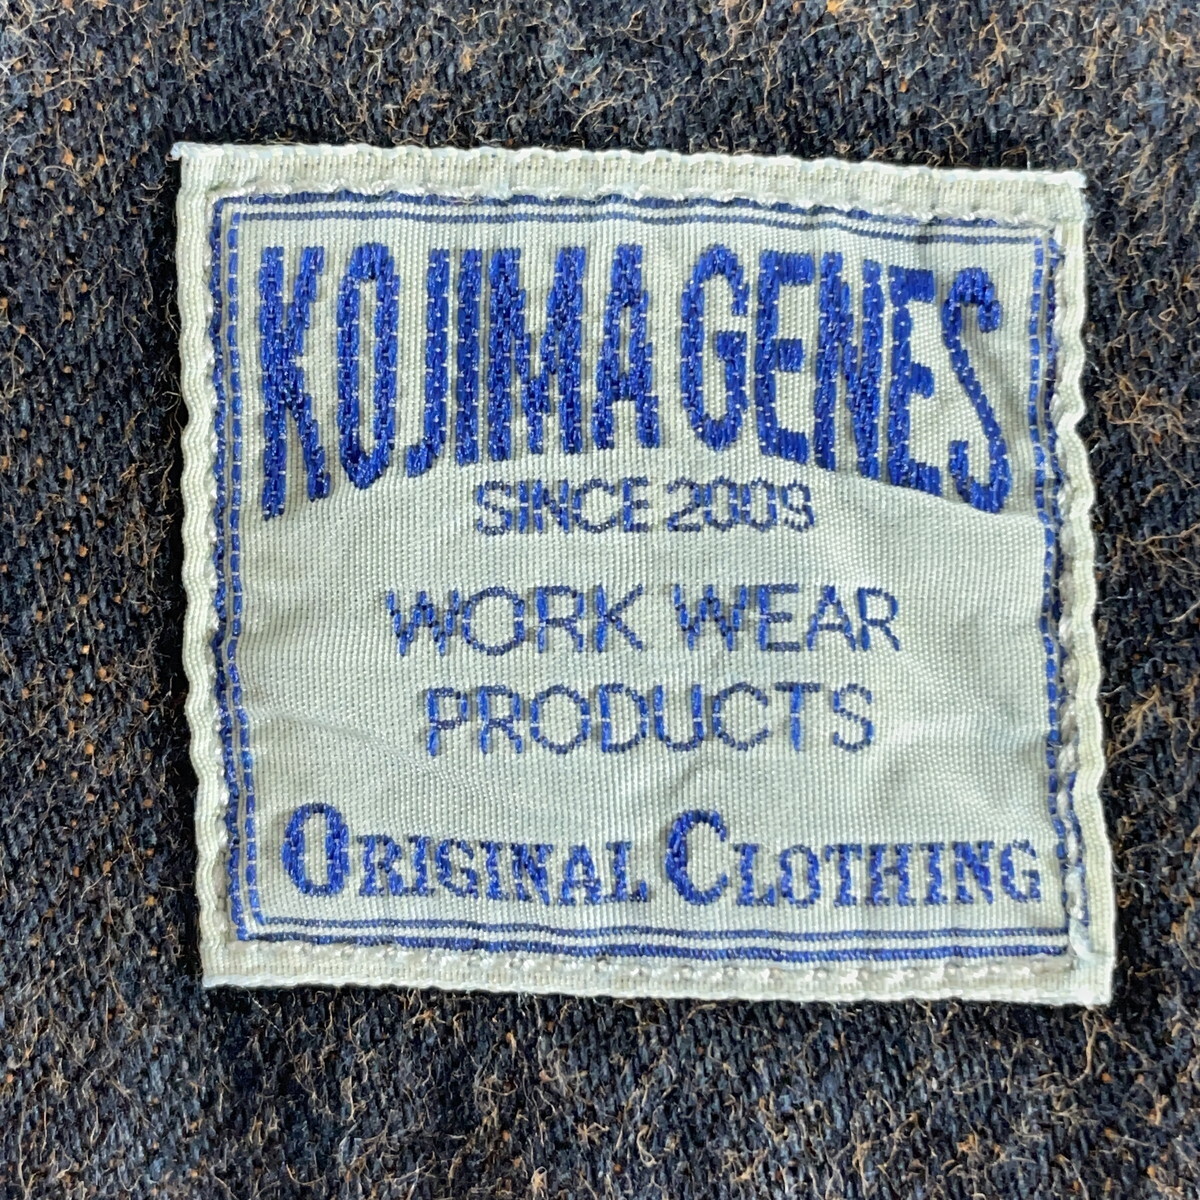 KOJIMA GENES
SINCE 2009
WORK WEAR
PRODUCTS
ORIGINAL CLOTHING